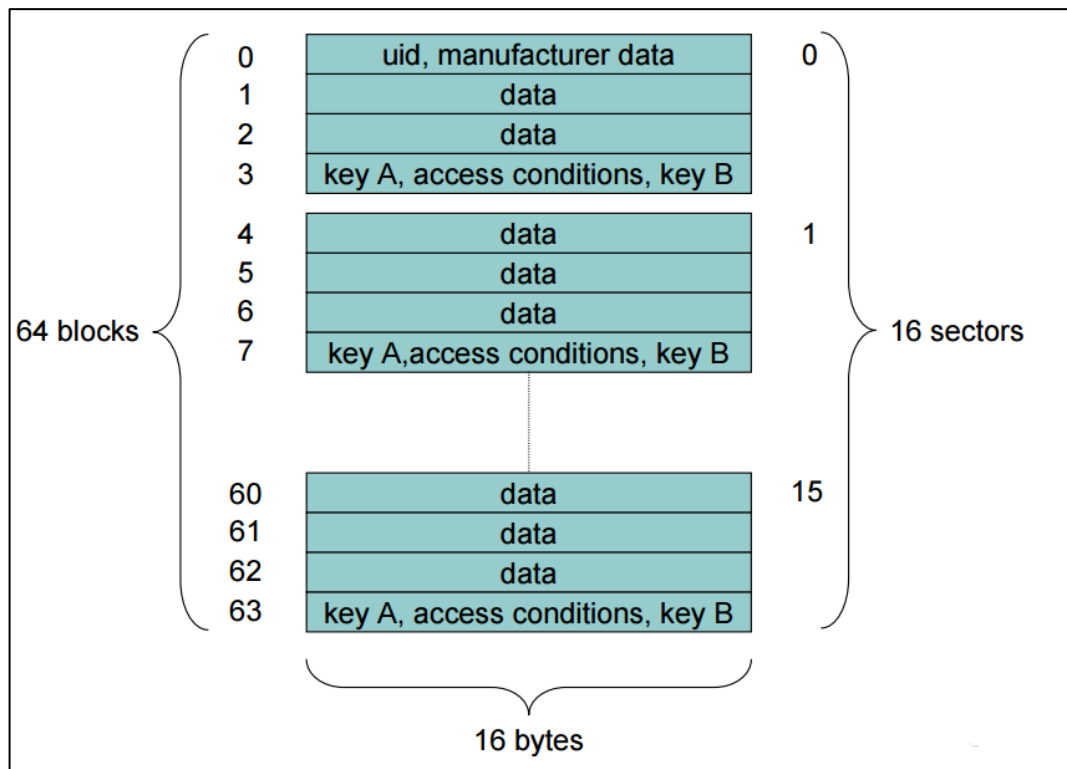 0 uid, manufacturer data 0
1 data
2 data
3 key A, access conditions, key B
4 data 1
5 data
6 data
64 blocks
16 sectors
7 key A,access conditions, key B
60 data 15
61 data
62 data
63 key A, access conditions, key B
16 bytes